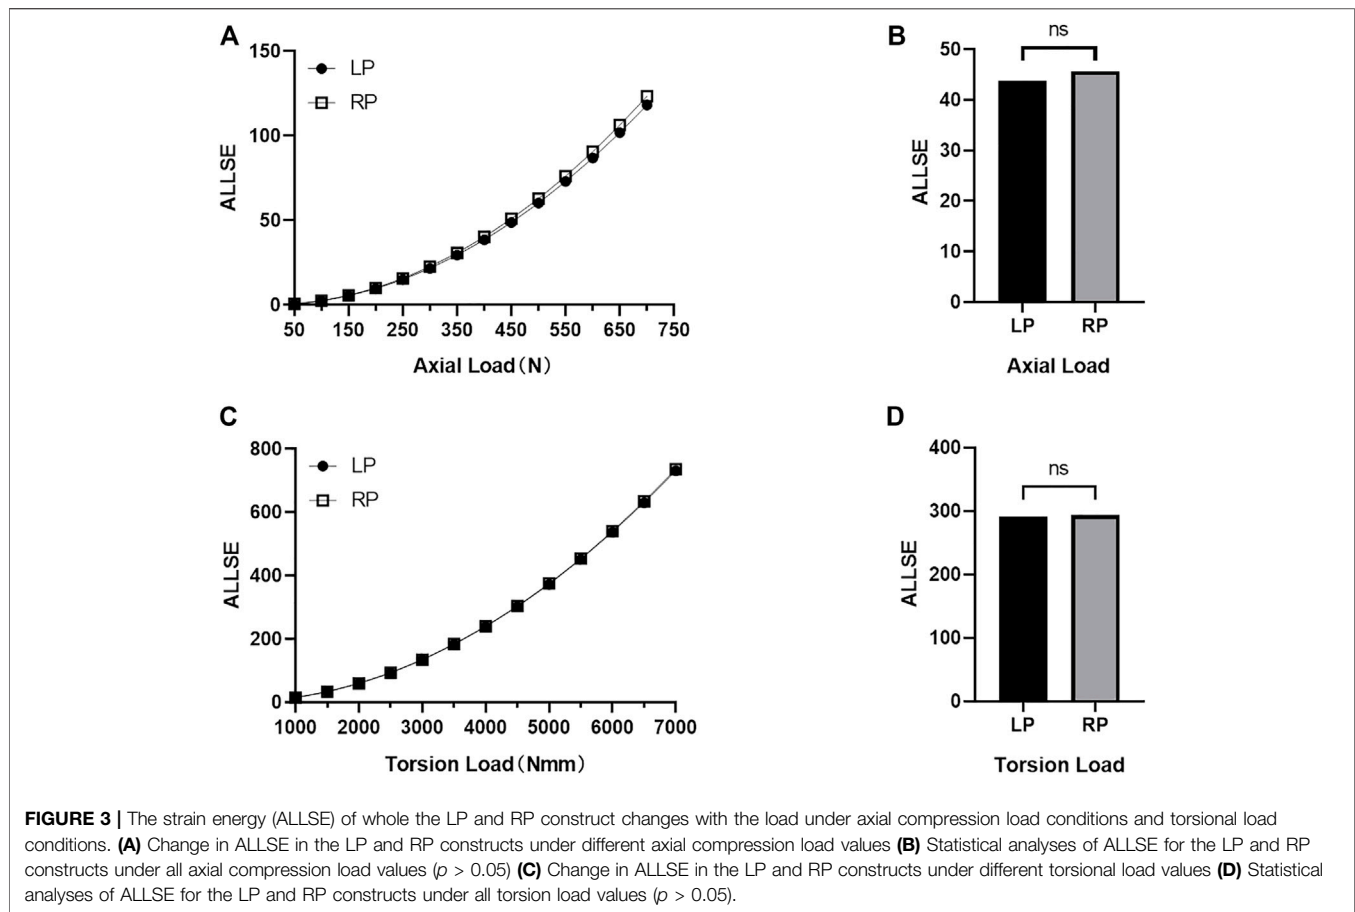 A
150
100
50
0
LP
RP
ALLSE
50 150 250 350 450 550 650 750
Axial Load(N)
B
ns
50
40
30
20
10
0
ALLSE
LP RP
Axial Load
C
800
600
400
200
0
LP
RP
ALLSE
1000 2000 3000 4000 5000 6000 7000
Torsion Load(Nmm)
D
ns
400
300
200
100
0
ALLSE
LP RP
Torsion Load
FIGURE 3 | The strain energy (ALLSE) of whole the LP and RP construct changes with the load under axial compression load conditions and torsional load
conditions. (A) Change in ALLSE in the LP and RP constructs under different axial compression load values (B) Statistical analyses of ALLSE for the LP and RP
constructs under all axial compression load values (p > 0.05) (C) Change in ALLSE in the LP and RP constructs under different torsional load values (D) Statistical
analyses of ALLSE for the LP and RP constructs under all torsion load values (p > 0.05).